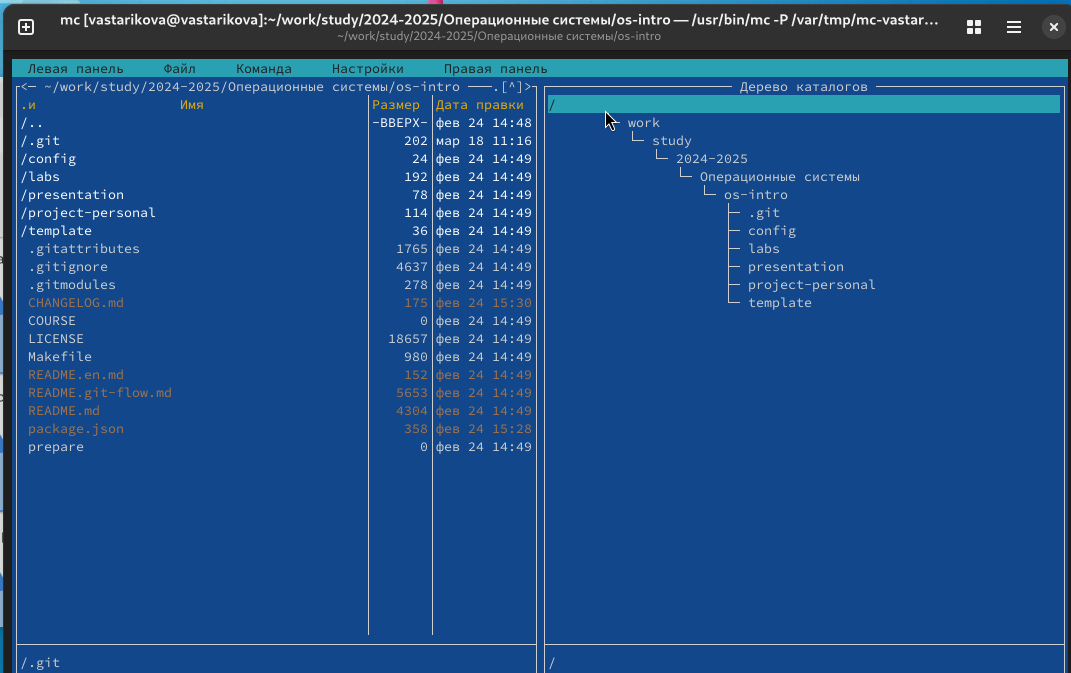 mc [vastarikova@vastarikova]:~/work/study/2024-2025/Операционные системы/os-intro — /usr/bin/mc -P /var/tmp/mc-vastar…
~/work/study/2024-2025/Операционные системы/os-intro
Левая панель Файл Команда Настройки Правая панель
<— ~/work/study/2024-2025/Операционные системы/os-intro ——.[^]>
.и Имя Размер Дата правки
/.. -ВВЕРХ- фев 24 14:48
/.git 202 мар 18 11:16
/config 24 фев 24 14:49
/labs 192 фев 24 14:49
/presentation 78 фев 24 14:49
/project-personal 114 фев 24 14:49
/template 36 фев 24 14:49
.gitattributes 1765 фев 24 14:49
.gitignore 4637 фев 24 14:49
.gitmodules 278 фев 24 14:49
CHANGELOG.md 175 фев 24 15:30
COURSE 0 фев 24 14:49
LICENSE 18657 фев 24 14:49
Makefile 980 фев 24 14:49
README.en.md 152 фев 24 14:49
README.git-flow.md 5653 фев 24 14:49
README.md 4304 фев 24 14:49
package.json 358 фев 24 15:28
prepare 0 фев 24 14:49
/.git
Дерево каталогов
/
work
study
2024-2025
Операционные системы
os-intro
.git
config
labs
presentation
project-personal
template
/